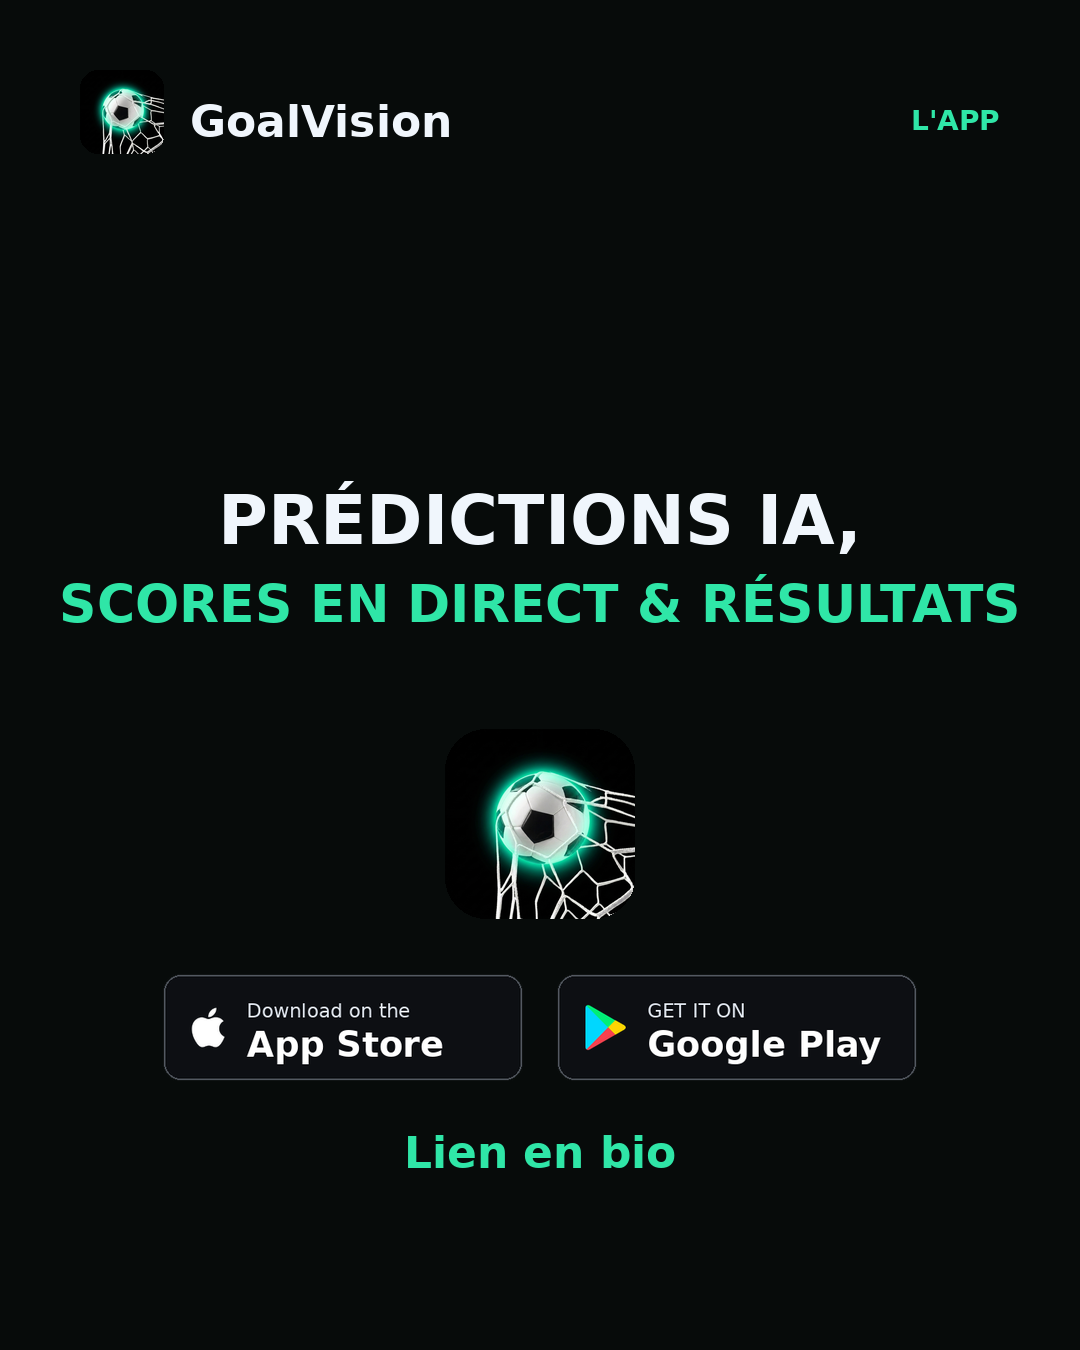 GoalVision
L'APP
PRÉDICTIONS IA,
SCORES EN DIRECT & RÉSULTATS
Download on the
App Store
GET IT ON
Google Play
Lien en bio